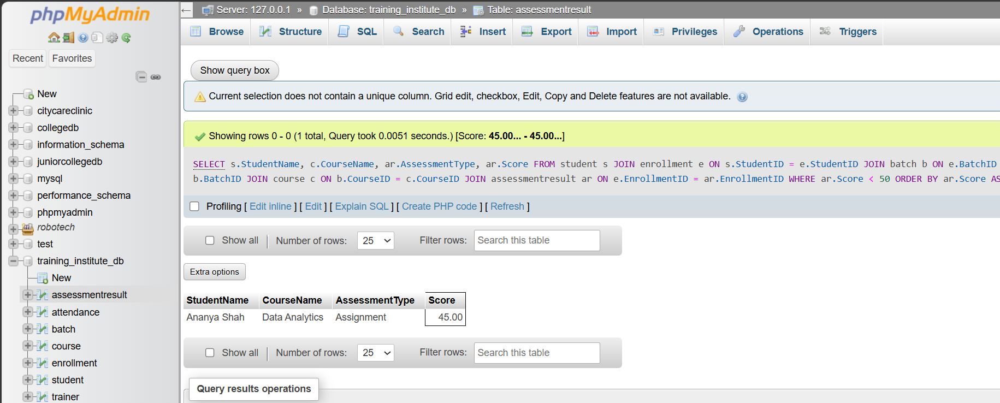 phpMyAdmin
Recent
Favorites
New
citycareclinic
collegedb
information_schema
juniorcollegedb
mysql
performance_schema
phpmyadmin
robotech
test
training_institute_db
New
assessmentresult
attendance
batch
course
enrollment
student
trainer
← Server: 127.0.0.1 » Database: training_institute_db » Table: assessmentresult
Browse Structure SQL Search Insert Export Import Privileges Operations Triggers
Show query box
Current selection does not contain a unique column. Grid edit, checkbox, Edit, Copy and Delete features are not available.
Showing rows 0 - 0 (1 total, Query took 0.0051 seconds.) [Score: 45.00... - 45.00...]
SELECT s.StudentName, c.CourseName, ar.AssessmentType, ar.Score FROM student s JOIN enrollment e ON s.StudentID = e.StudentID JOIN batch b ON e.BatchID
b.BatchID JOIN course c ON b.CourseID = c.CourseID JOIN assessmentresult ar ON e.EnrollmentID = ar.EnrollmentID WHERE ar.Score < 50 ORDER BY ar.Score AS
Profiling [ Edit inline ] [ Edit ] [ Explain SQL ] [ Create PHP code ] [ Refresh ]
Show all | Number of rows: 25 Filter rows: Search this table
Extra options
StudentName CourseName AssessmentType Score
Ananya Shah Data Analytics Assignment 45.00
Show all | Number of rows: 25 Filter rows: Search this table
Query results operations